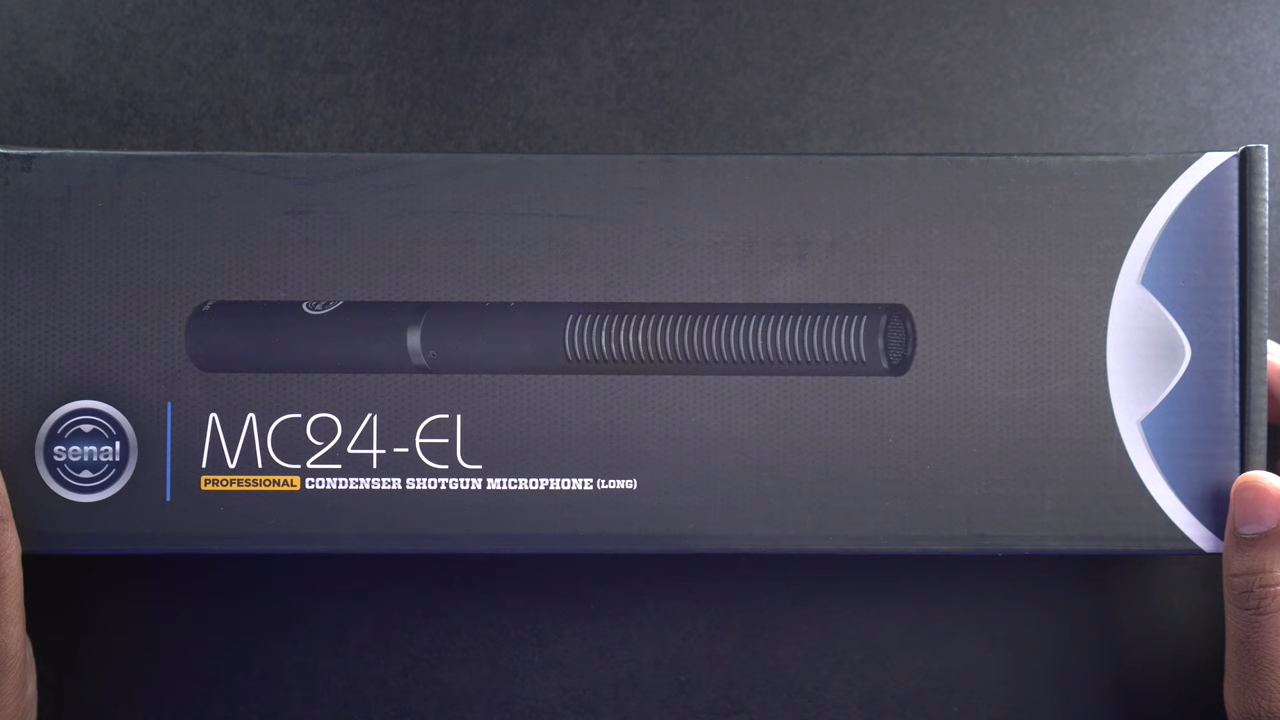 senal
MC24-EL
PROFESSIONAL CONDENSER SHOTGUN MICROPHONE (LONG)